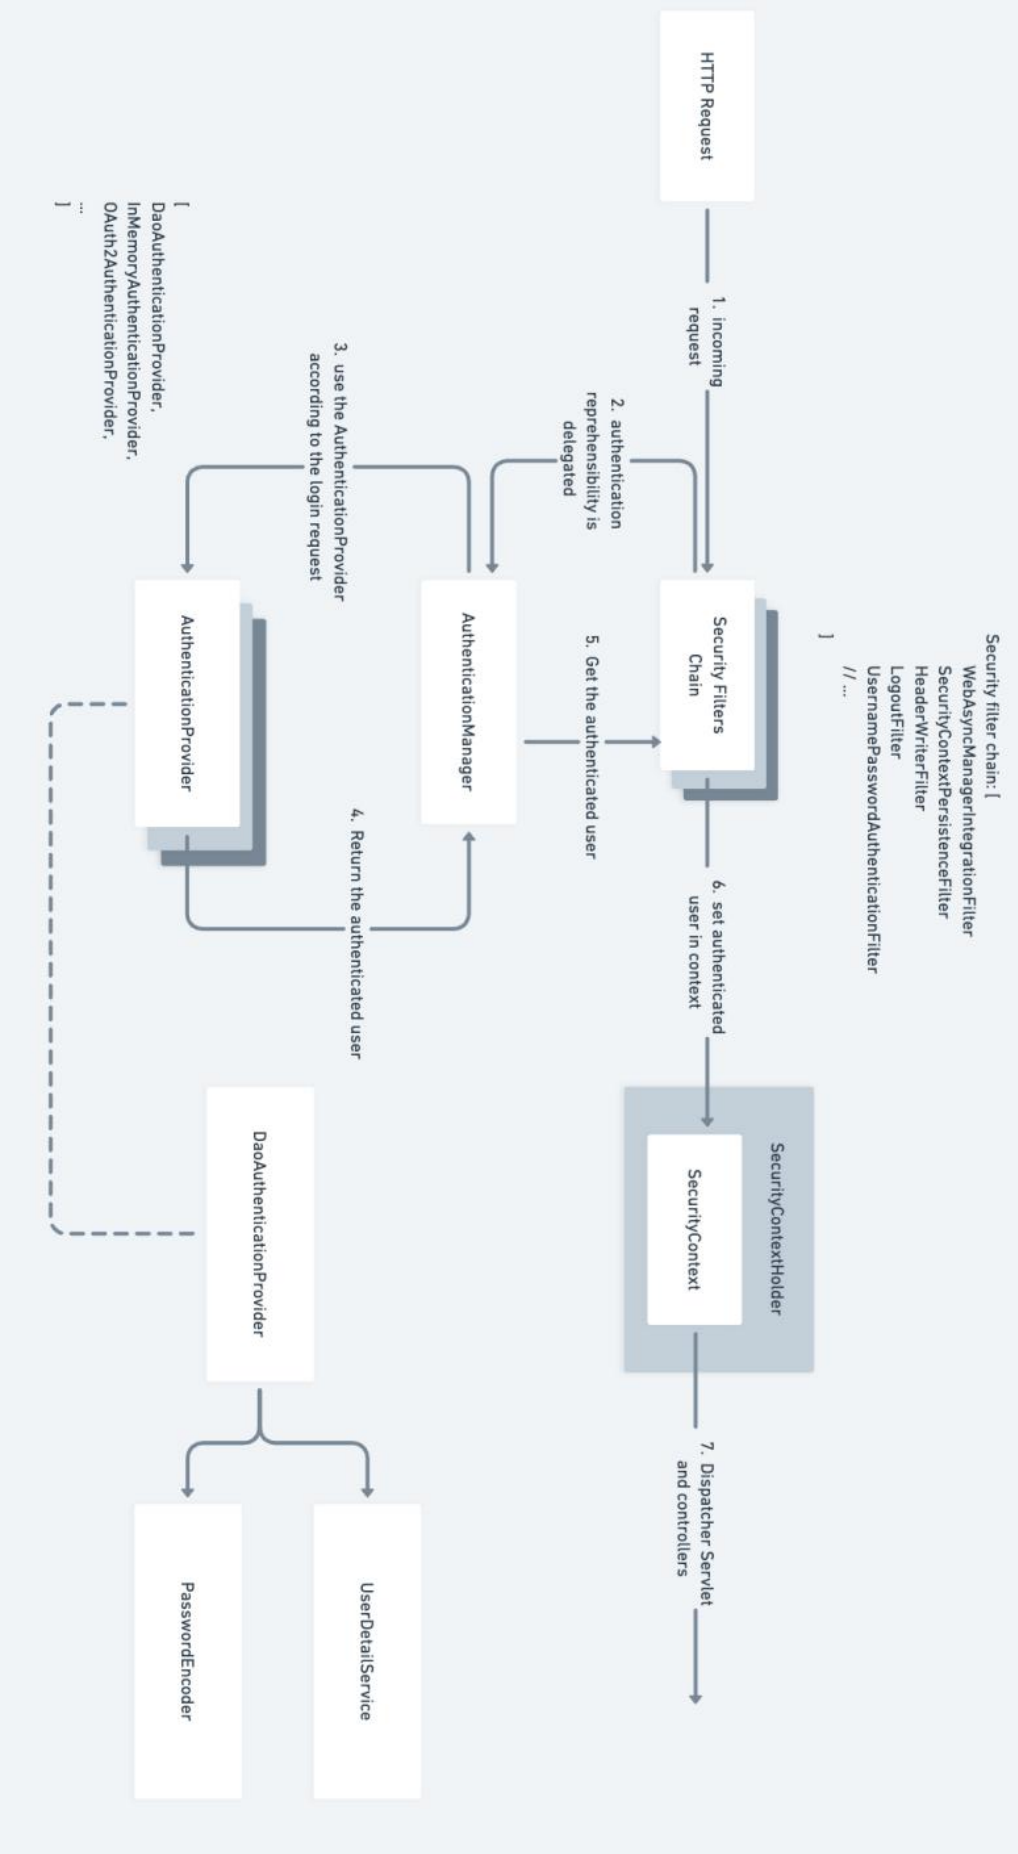 Security filter chain: [
WebAsyncManagerIntegrationFilter
SecurityContextPersistenceFilter
HeaderWriterFilter
LogoutFilter
UsernamePasswordAuthenticationFilter
// ...
]
HTTP Request
1. incoming
request
Security Filters
Chain
6. set authenticated
user in context
SecurityContextHolder
SecurityContext
7. Dispatcher Servlet
and controllers
2. authentication
reprehensibility is
delegated
5. Get the authenticated user
AuthenticationManager
3. use the AuthenticationProvider
according to the login request
4. Return the authenticated user
[
DaoAuthenticationProvider,
InMemoryAuthenticationProvider,
OAuth2AuthenticationProvider,
...
]
AuthenticationProvider
DaoAuthenticationProvider
UserDetailService
PasswordEncoder